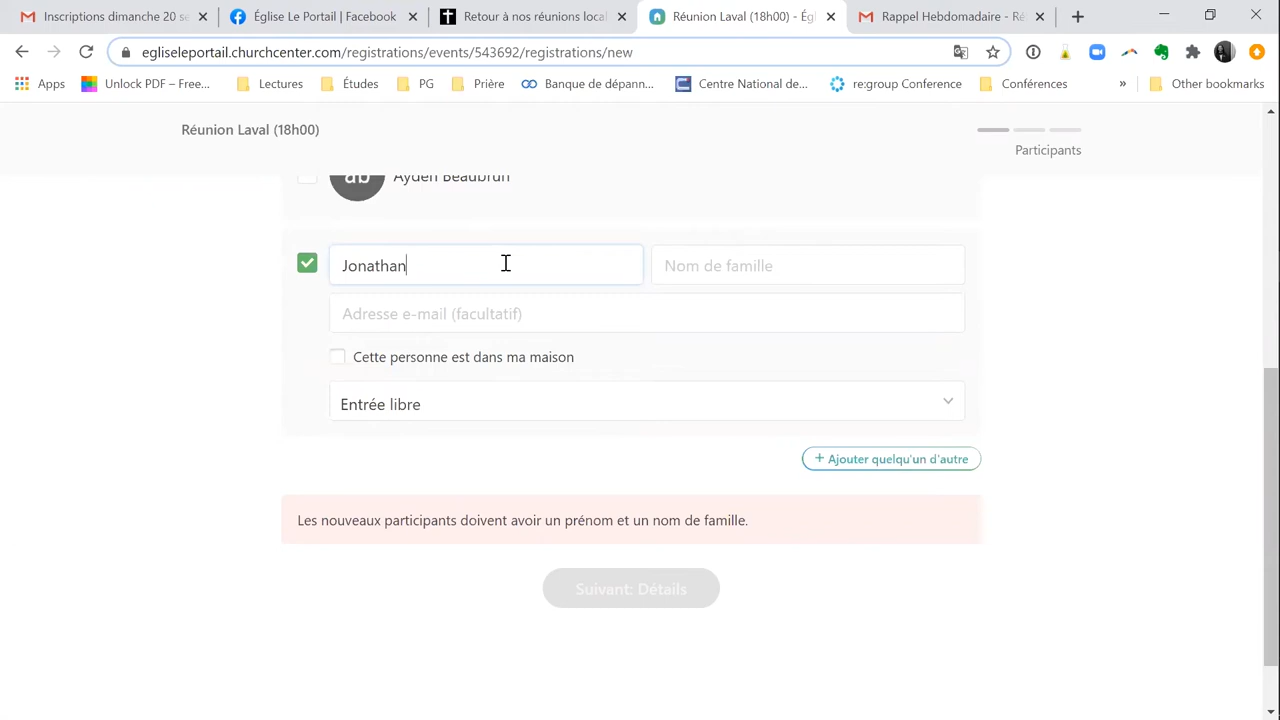 Inscriptions dimanche 20 se
Église Le Portail | Facebook
Retour à nos réunions loca
Réunion Laval (18h00) - Ég
Rappel Hebdomadaire - Ré
egliseleportail.churchcenter.com/registrations/events/543692/registrations/new
Apps
Unlock PDF – Free...
Lectures
Études
PG
Prière
Banque de dépann...
Centre National de...
re:group Conference
Conférences
»
Other bookmarks
Réunion Laval (18h00)
Participants
ab
Ayden Beaubrun
Jonathan
Nom de famille
Adresse e-mail (facultatif)
Cette personne est dans ma maison
Entrée libre
+ Ajouter quelqu'un d'autre
Les nouveaux participants doivent avoir un prénom et un nom de famille.
Suivant: Détails